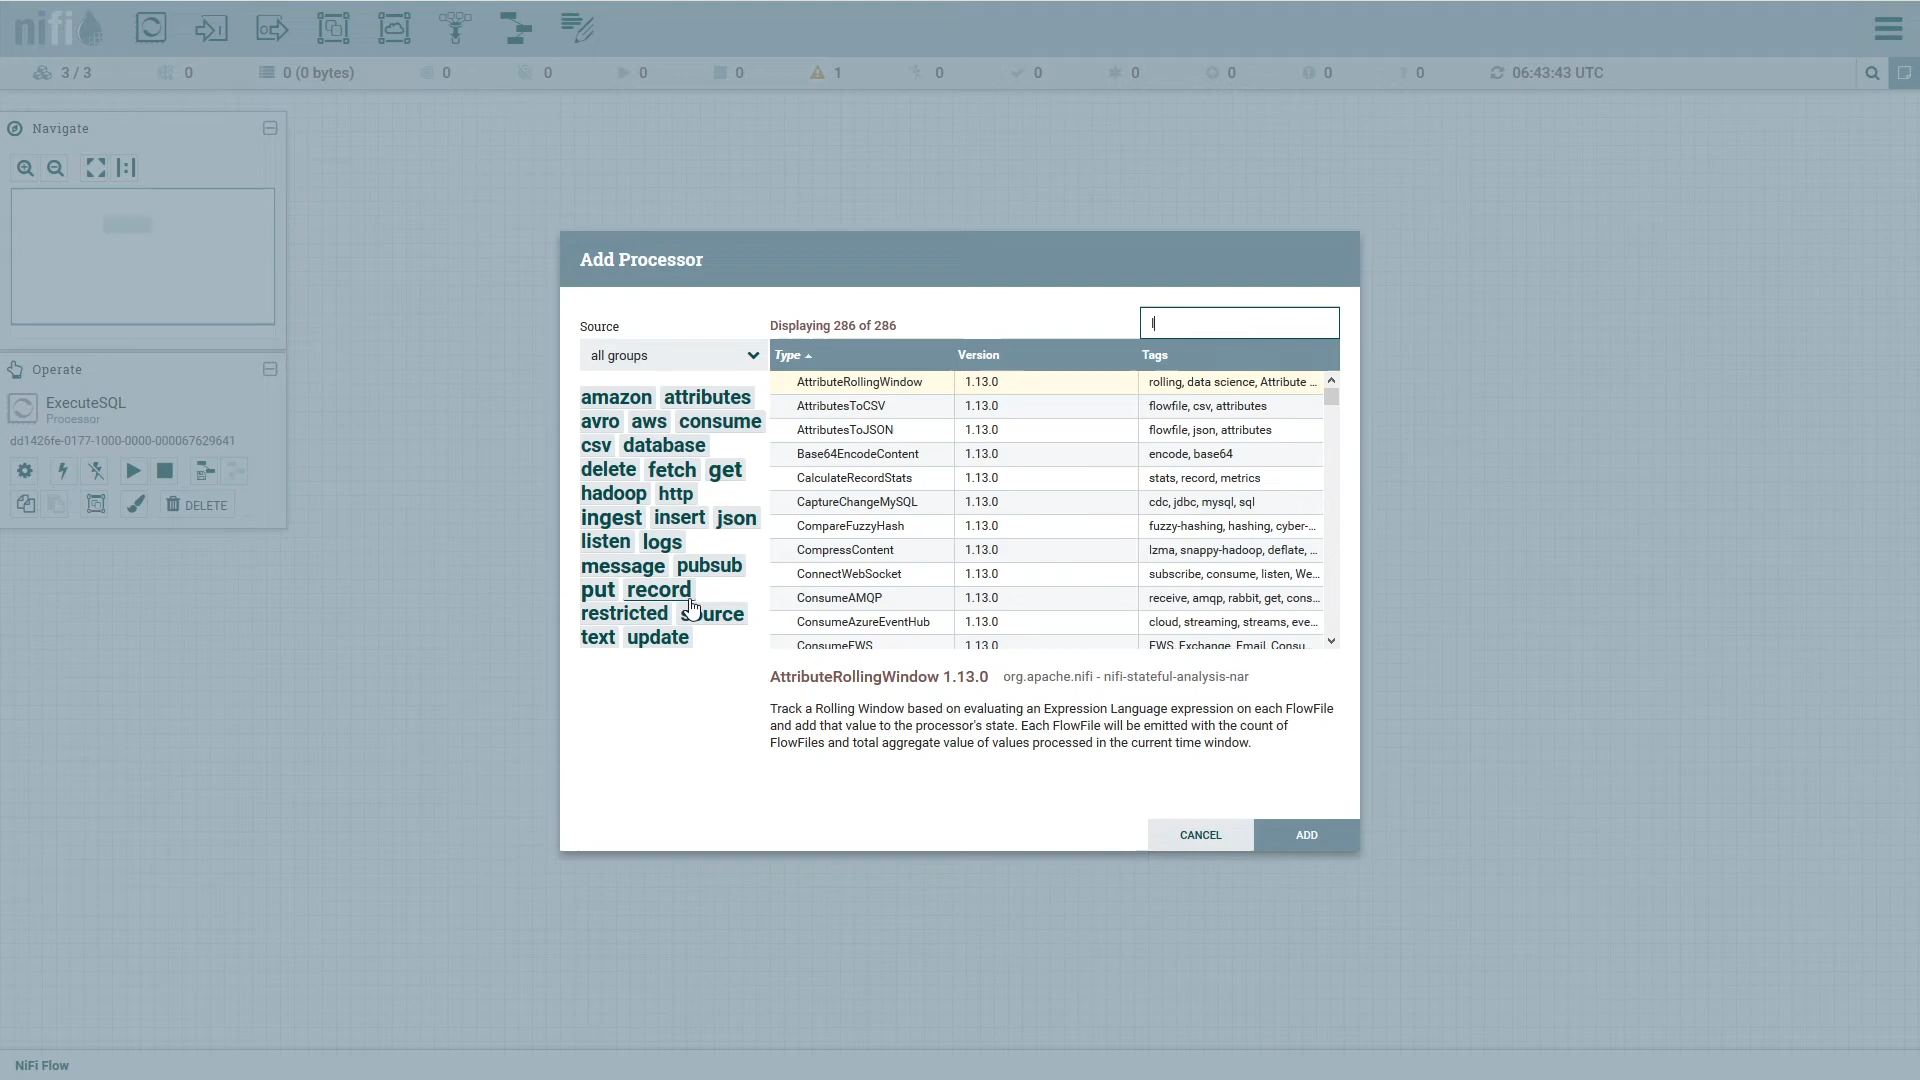 nifi
3 / 3 0 0 (0 bytes) 0 0 0 0 1 0 0 0 0 0 0 06:43:43 UTC
Navigate
Operate
ExecuteSQL
Processor
dd1426fe-0177-1000-0000-000067629641
DELETE
Add Processor
Source
all groups
amazon attributes
avro aws consume
csv database
delete fetch get
hadoop http
ingest insert json
listen logs
message pubsub
put record
restricted source
text update
Displaying 286 of 286
Type Version Tags
AttributeRollingWindow 1.13.0 rolling, data science, Attribute ...
AttributesToCSV 1.13.0 flowfile, csv, attributes
AttributesToJSON 1.13.0 flowfile, json, attributes
Base64EncodeContent 1.13.0 encode, base64
CalculateRecordStats 1.13.0 stats, record, metrics
CaptureChangeMySQL 1.13.0 cdc, jdbc, mysql, sql
CompareFuzzyHash 1.13.0 fuzzy-hashing, hashing, cyber-...
CompressContent 1.13.0 lzma, snappy-hadoop, deflate, ...
ConnectWebSocket 1.13.0 subscribe, consume, listen, We...
ConsumeAMQP 1.13.0 receive, amqp, rabbit, get, cons...
ConsumeAzureEventHub 1.13.0 cloud, streaming, streams, eve...
ConsumeEWS 1.13.0 EWS, Exchange, Email, Consu...
AttributeRollingWindow 1.13.0 org.apache.nifi - nifi-stateful-analysis-nar
Track a Rolling Window based on evaluating an Expression Language expression on each FlowFile
and add that value to the processor's state. Each FlowFile will be emitted with the count of
FlowFiles and total aggregate value of values processed in the current time window.
CANCEL ADD
NiFi Flow